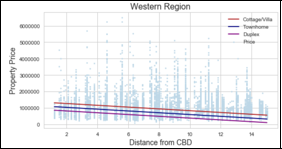 Western Region
Cottage/Villa
Townhome
Duplex
Price
Property Price
6000000
5000000
4000000
3000000
2000000
1000000
0
2
4
6
8
10
12
14
Distance from CBD